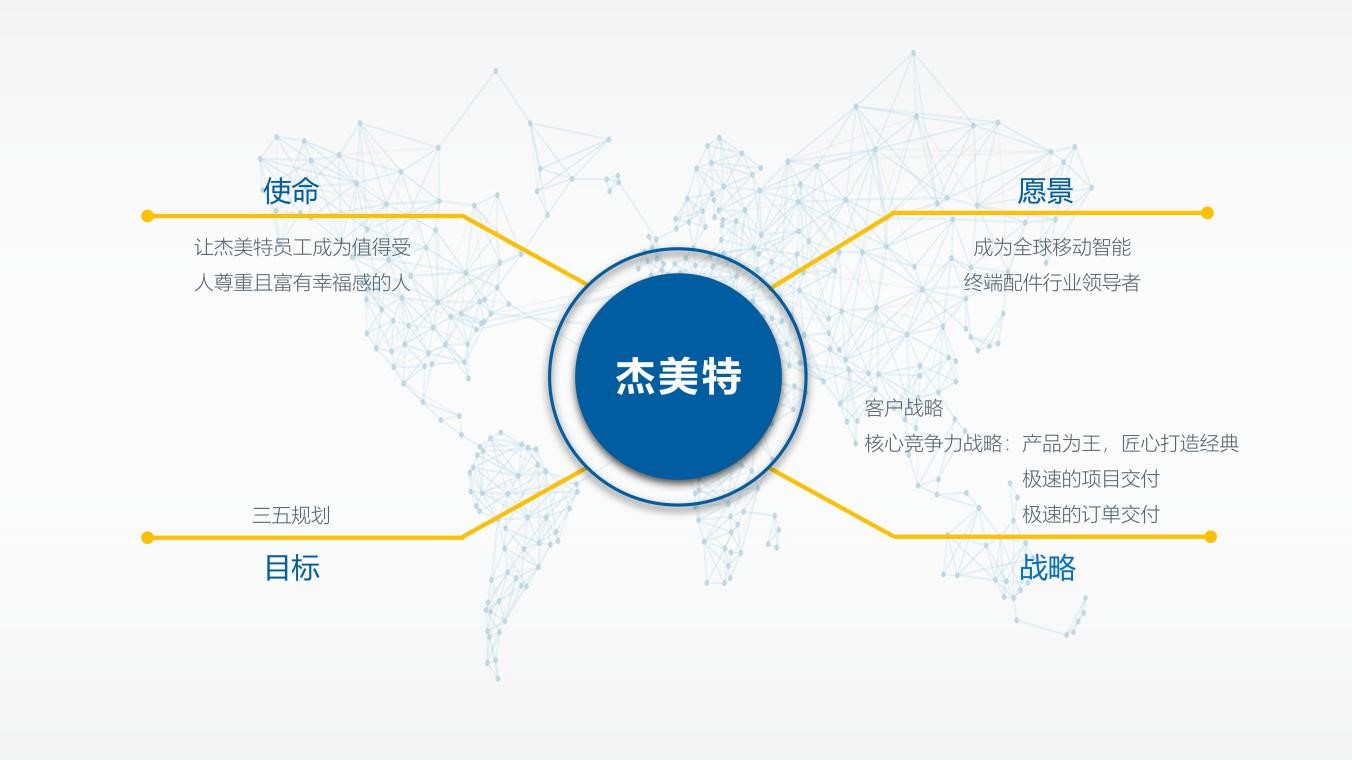 使命
让杰美特员工成为值得受
人尊重且富有幸福感的人
愿景
成为全球移动智能
终端配件行业领导者
杰美特
三五规划
目标
客户战略
核心竞争力战略：产品为王，匠心打造经典
极速的项目交付
极速的订单交付
战略